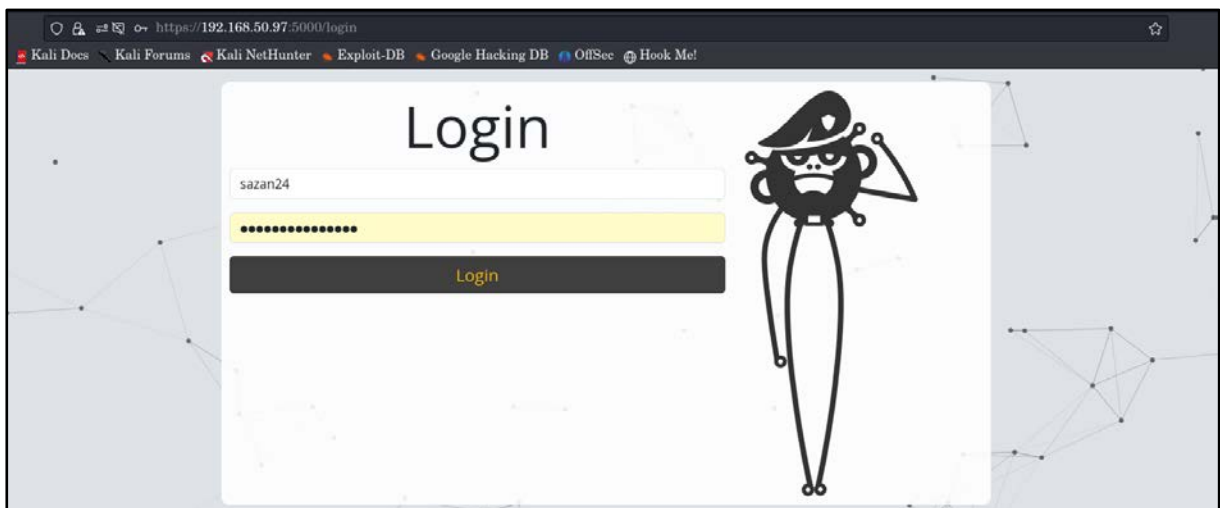 https://192.168.50.97:5000/login
Kali Docs Kali Forums Kali NetHunter Exploit-DB Google Hacking DB OffSec Hook Me!
Login
sazan24
●●●●●●●●●●●●●●●
Login